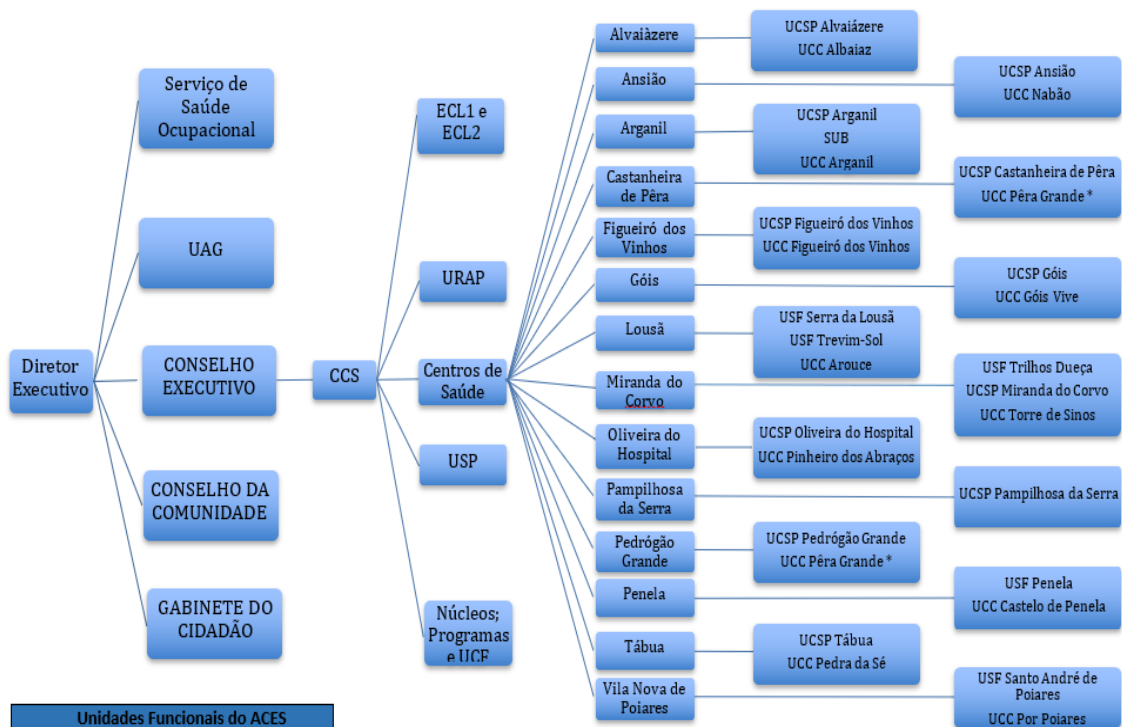 Diretor
Executivo
Serviço de
Saúde
Ocupacional
UAG
CONSELHO
EXECUTIVO
CONSELHO DA
COMUNIDADE
GABINETE DO
CIDADÃO
CCS
ECL1 e
ECL2
URAP
Centros de
Saúde
USP
Núcleos;
Programas
e UCF
Alvaiàzere
Ansião
Arganil
Castanheira
de Pêra
Figueiró dos
Vinhos
Góis
Lousã
Miranda do
Corvo
Oliveira do
Hospital
Pampilhosa
da Serra
Pedrógão
Grande
Penela
Tábua
Vila Nova de
Poiares
UCSP Alvaiázere
UCC Albaiaz
UCSP Ansião
UCC Nabão
UCSP Arganil
SUB
UCC Arganil
UCSP Castanheira de Pêra
UCC Pêra Grande *
UCSP Figueiró dos Vinhos
UCC Figueiró dos Vinhos
UCSP Góis
UCC Góis Vive
USF Serra da Lousã
USF Trevim-Sol
UCC Arouce
USF Trilhos Dueça
UCSP Miranda do Corvo
UCC Torre de Sinos
UCSP Oliveira do Hospital
UCC Pinheiro dos Abraços
UCSP Pampilhosa da Serra
UCSP Pedrógão Grande
UCC Pêra Grande *
USF Penela
UCC Castelo de Penela
UCSP Tábua
UCC Pedra da Sé
USF Santo André de
Poiares
UCC Por Poiares
Unidades Funcionais do ACES